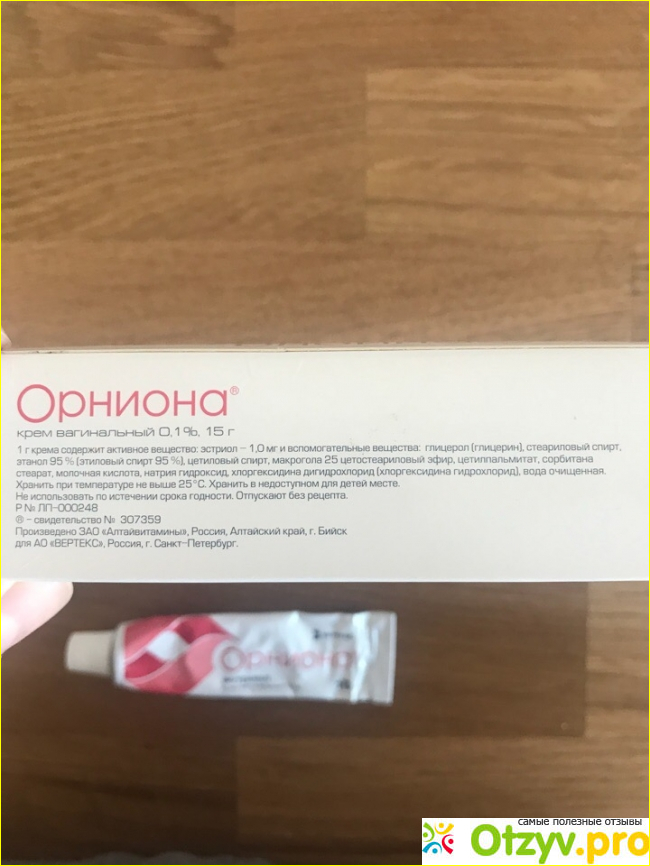 Орниона®
крем вагинальный 0,1%, 15 г
1 г крема содержит активное вещество: эстриол – 1,0 мг и вспомогательные вещества: глицерол (глицерин), стеариловый спирт,
этанол 95 % (этиловый спирт 95 %), цетиловый спирт, макрогола 25 цетостеариловый эфир, цетилпальмитат, сорбитана
стеарат, молочная кислота, натрия гидроксид, хлоргексидина дигидрохлорид (хлоргексидина гидрохлорид), вода очищенная.
Хранить при температуре не выше 25°С. Хранить в недоступном для детей месте.
Не использовать по истечении срока годности. Отпускают без рецепта.
Р № ЛП-000248
® – свидетельство № 307359
Произведено ЗАО «Алтайвитамины», Россия, Алтайский край, г. Бийск
для АО «ВЕРТЕКС», Россия, г. Санкт-Петербург.
Орниона
самые полезные отзывы
Otzyv.pro